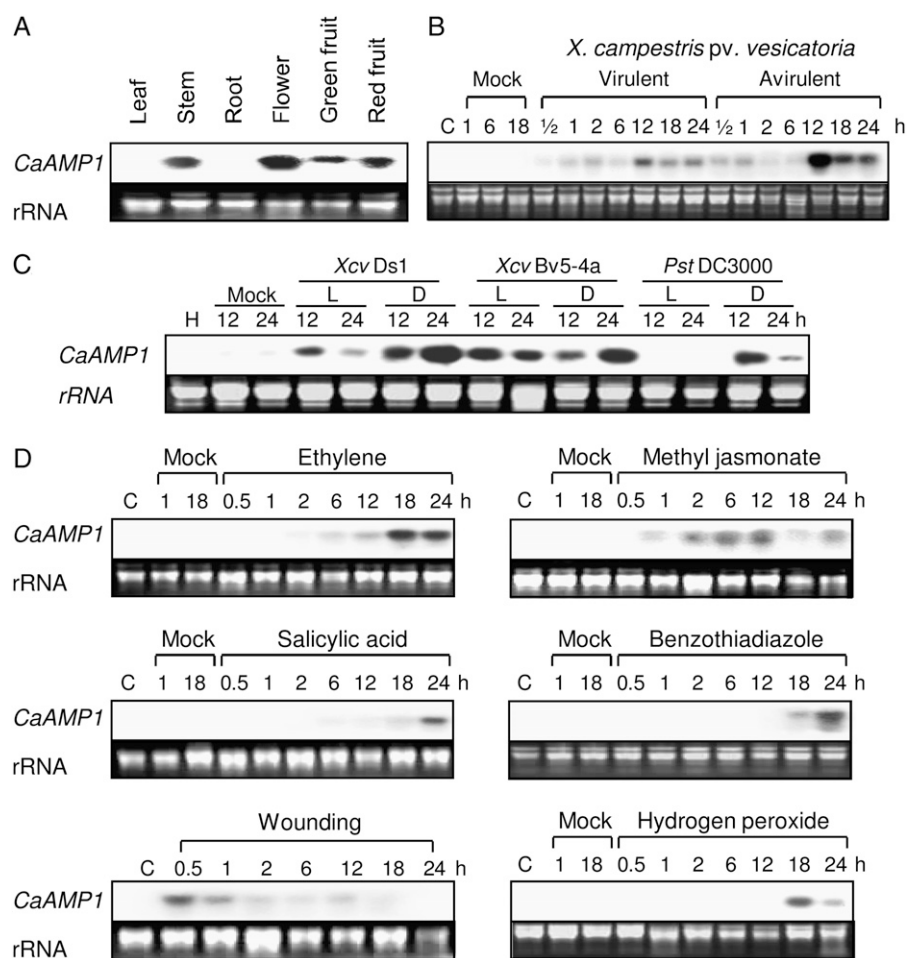 A
Leaf
Stem
Root
Flower
Green fruit
Red fruit
CaAMP1
rRNA
B
X. campestris pv. vesicatoria
Mock Virulent Avirulent
C 1 6 18 ½ 1 2 6 12 18 24 ½ 1 2 6 12 18 24 h
CaAMP1
rRNA
C
Xcv Ds1 Xcv Bv5-4a Pst DC3000
Mock L D L D L D
H 12 24 12 24 12 24 12 24 12 24 12 24 12 24 h
CaAMP1
rRNA
D
Mock Ethylene
C 1 18 0.5 1 2 6 12 18 24 h
CaAMP1
rRNA
Mock Methyl jasmonate
C 1 18 0.5 1 2 6 12 18 24 h
Mock Salicylic acid
C 1 18 0.5 1 2 6 12 18 24 h
CaAMP1
rRNA
Mock Benzothiadiazole
C 1 18 0.5 1 2 6 12 18 24 h
Wounding
C 0.5 1 2 6 12 18 24 h
CaAMP1
rRNA
Mock Hydrogen peroxide
C 1 18 0.5 1 2 6 12 18 24 h